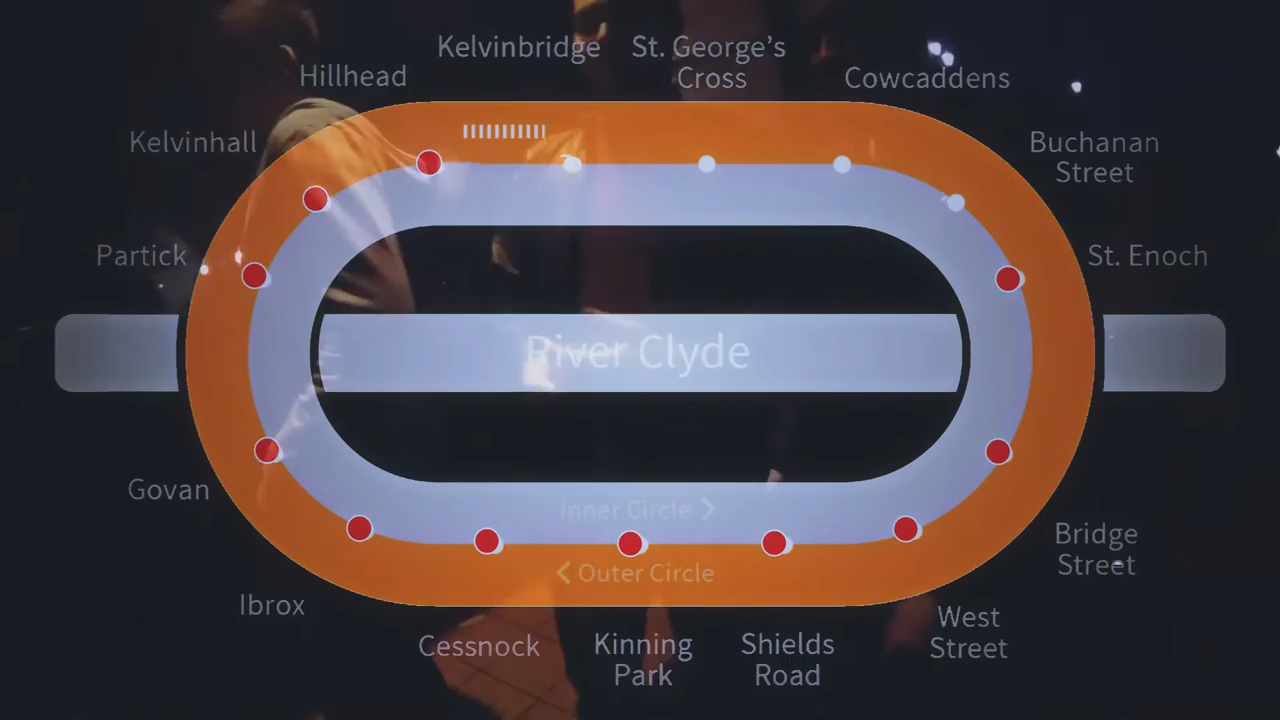 Kelvinbridge
St. George’s
Cross
Hillhead
Cowcaddens
Kelvinhall
Buchanan
Street
Partick
St. Enoch
River Clyde
Govan
Inner Circle >
Bridge
Street
< Outer Circle
Ibrox
West
Street
Cessnock
Kinning
Park
Shields
Road